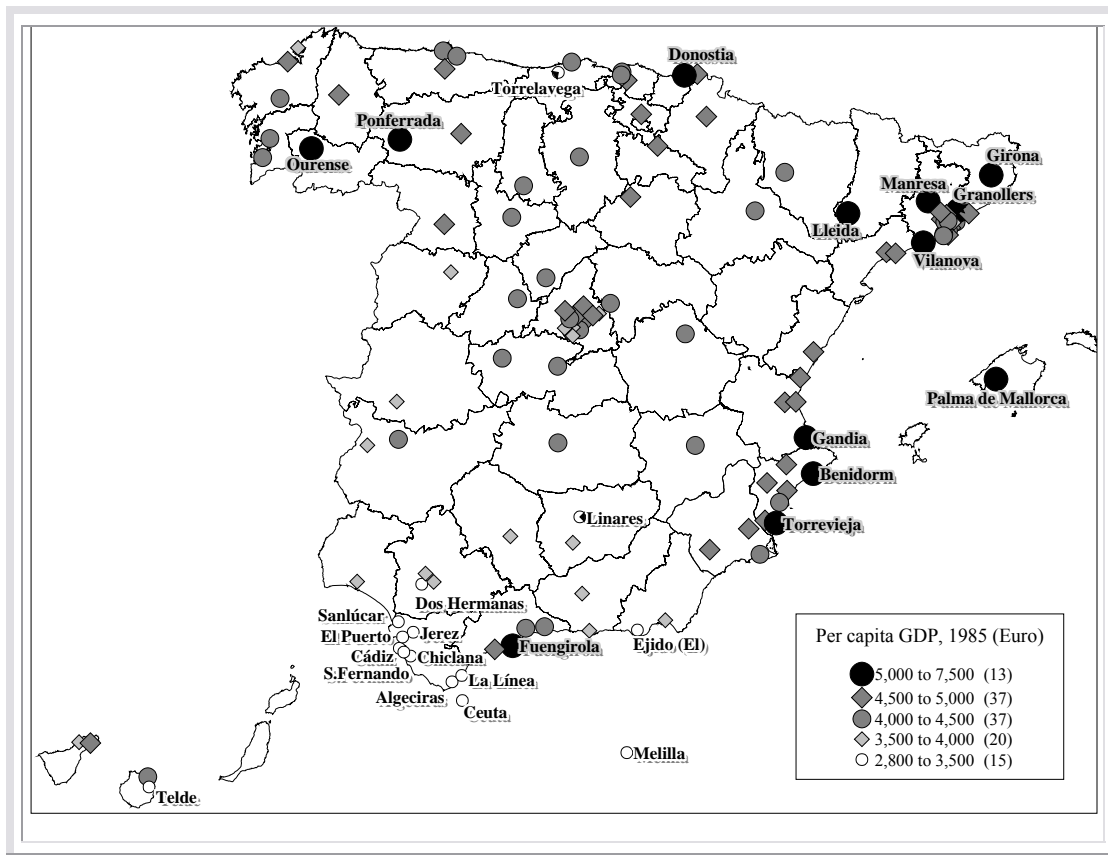 Donostia
Torrelavega
Ponferrada
Ourense
Girona
Manresa
Granollers
Lleida
Vilanova
Palma de Mallorca
Gandia
Benidorm
Linares
Torrevieja
Dos Hermanas
Sanlúcar
El Puerto
Jerez
Cádiz
Chiclana
S.Fernando
Fuengirola
Ejido (El)
La Línea
Algeciras
Ceuta
Melilla
Telde
Per capita GDP, 1985 (Euro)
5,000 to 7,500 (13)
4,500 to 5,000 (37)
4,000 to 4,500 (37)
3,500 to 4,000 (20)
2,800 to 3,500 (15)